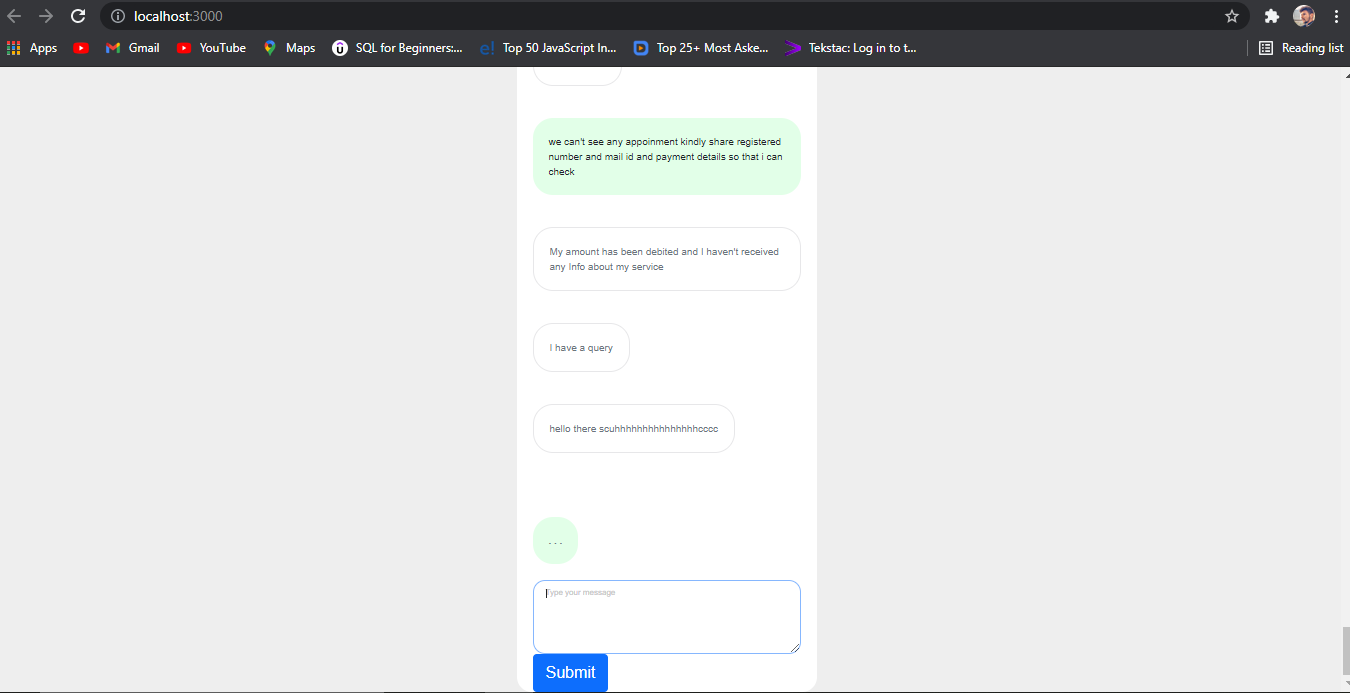 localhost:3000
Apps
Gmail
YouTube
Maps
SQL for Beginners:...
Top 50 JavaScript In...
Top 25+ Most Aske...
Tekstac: Log in to t...
Reading list
we can't see any appoinment kindly share registered
number and mail id and payment details so that i can
check
My amount has been debited and I haven't received
any Info about my service
I have a query
hello there scuhhhhhhhhhhhhhhcccc
...
Type your message
Submit